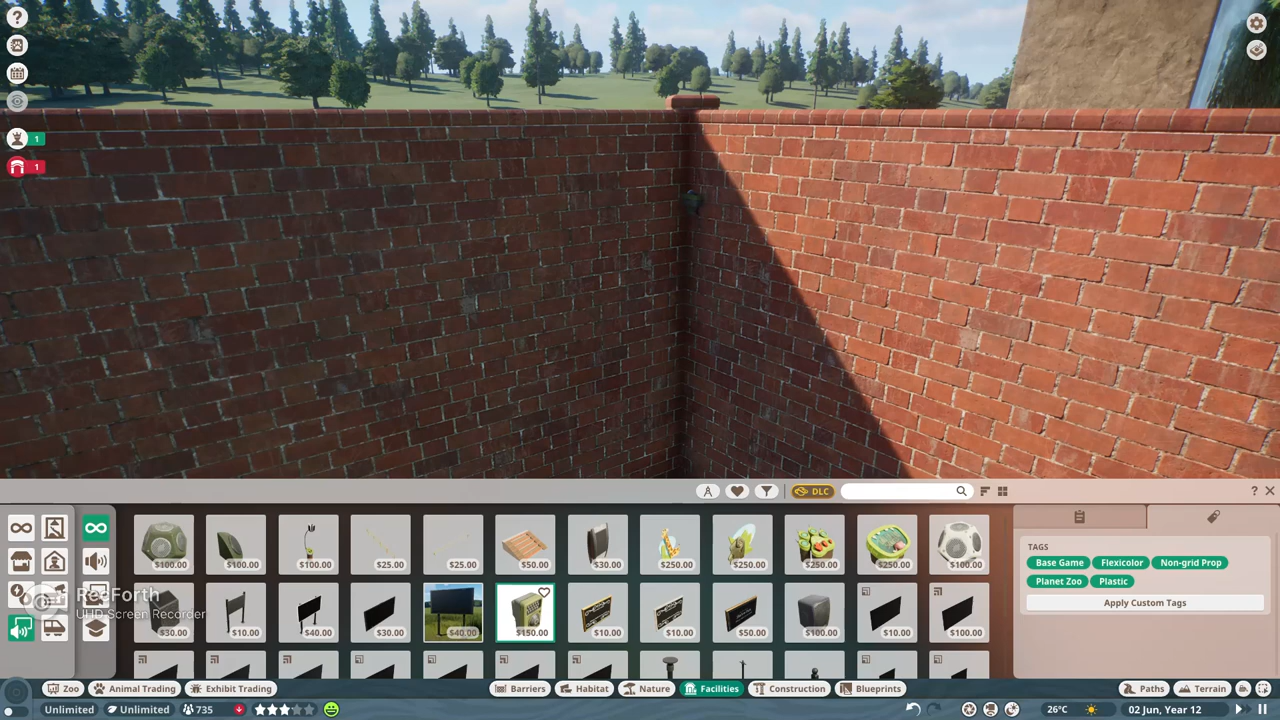 ?
1
1
DLC
?
$100.00 $100.00 $100.00 $25.00 $25.00 $50.00 $30.00 $250.00 $250.00 $250.00 $250.00 $100.00
$30.00 $10.00 $40.00 $30.00 $40.00 $150.00 $10.00 $10.00 $50.00 $100.00 $10.00 $100.00
RecForth
UHD Screen Recorder
TAGS
Base Game Flexicolor Non-grid Prop
Planet Zoo Plastic
Apply Custom Tags
Zoo Animal Trading Exhibit Trading Barriers Habitat Nature Facilities Construction Blueprints Paths Terrain
Unlimited Unlimited 735 26°C 02 Jun, Year 12